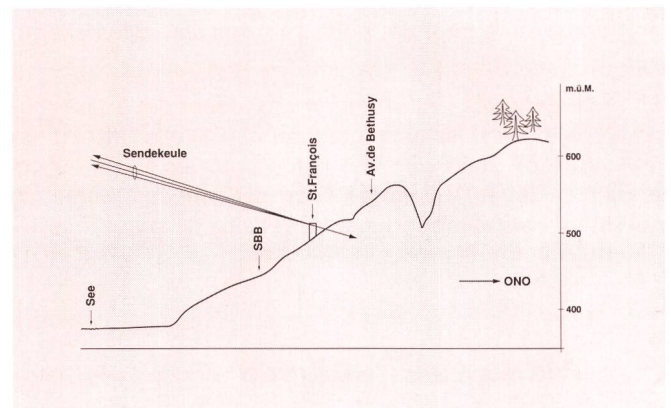 m.ü.M.
600
500
400
Sendekeule
St.François
Av.de Bethusy
SBB
See
ONO